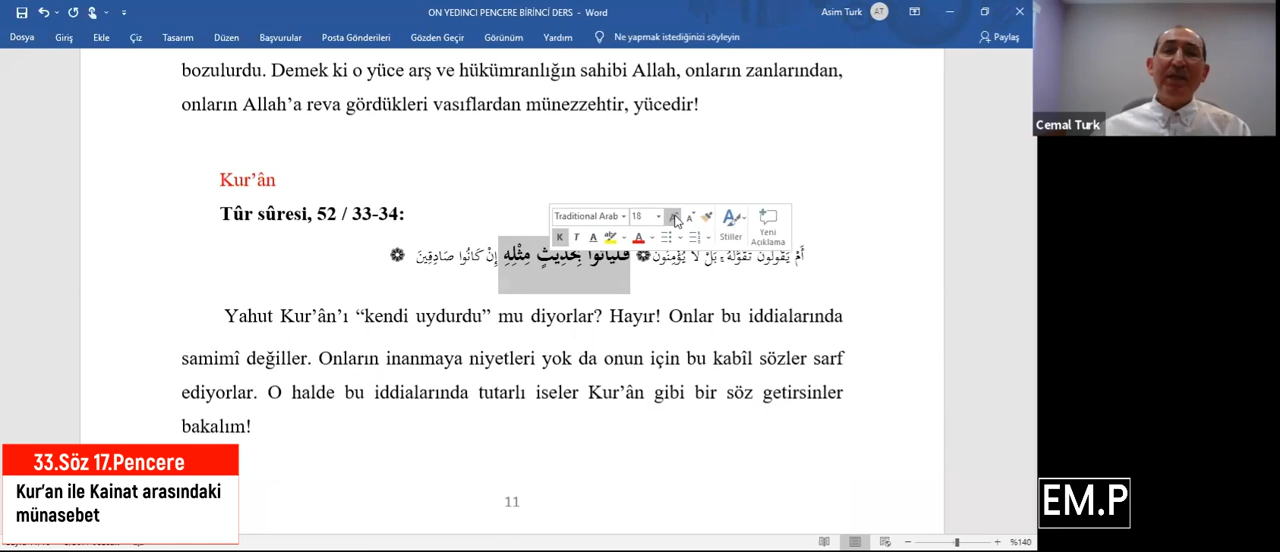 ON YEDINCI PENCERE BİRİNCİ DERS - Word
Asim Turk AT
Dosya Giriş Ekle Çiz Tasarım Düzen Başvurular Posta Gönderileri Gözden Geçir Görünüm Yardım Ne yapmak istediğinizi söyleyin Paylaş
bozulurdu. Demek ki o yüce arş ve hükümranlığın sahibi Allah, onların zanlarından,
onların Allah’a reva gördükleri vasıflardan münezzehtir, yücedir!
Cemal Turk
Kur’ân
Tûr sûresi, 52 / 33-34:
Traditional Arab 18
K T A Stiller Yeni
Açıklama
أَمْ يَقُولُونَ تَقَوَّلَهُ بَلْ لَا يُؤْمِنُونَ ۞ فَلْيَأْتُوا بِحَدِيثٍ مِثْلِهِ إِنْ كَانُوا صَادِقِينَ ۞
Yahut Kur’ân’ı “kendi uydurdu” mu diyorlar? Hayır! Onlar bu iddialarında
samimî değiller. Onların inanmaya niyetleri yok da onun için bu kabîl sözler sarf
ediyorlar. O halde bu iddialarında tutarlı iseler Kur’ân gibi bir söz getirsinler
bakalım!
33.Söz 17.Pencere
Kur’an ile Kainat arasındaki
münasebet
11
EM.P
%140